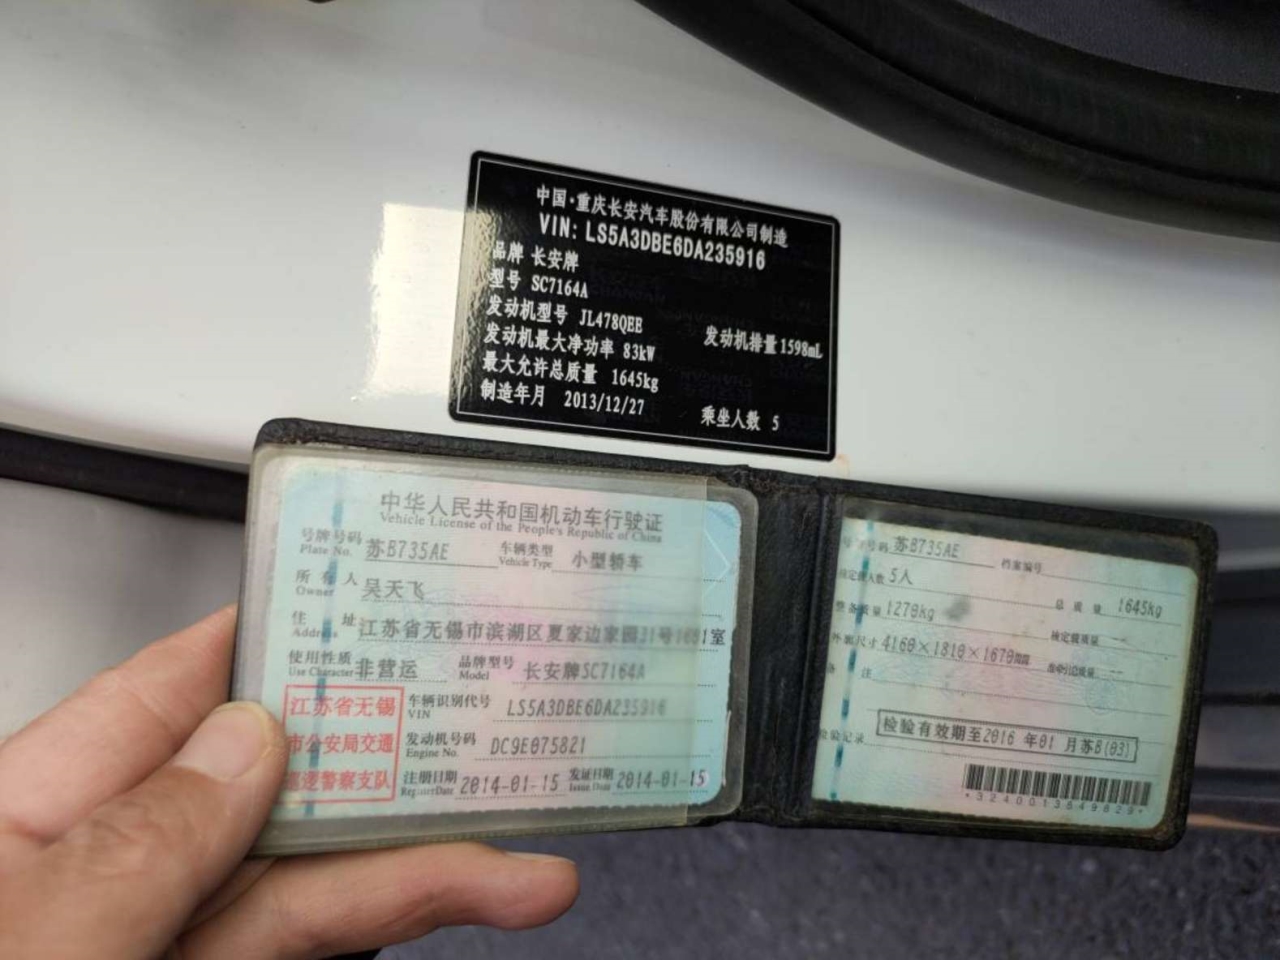 中国·重庆长安汽车股份有限公司制造
VIN: LS5A3DBE6DA235916
品牌 长安牌
型号 SC7164A
发动机型号 JL478QEE 发动机排量 1598mL
发动机最大净功率 83kW
最大允许总质量 1645kg
制造年月 2013/12/27 乘坐人数 5
中华人民共和国机动车行驶证
Vehicle License of the People's Republic of China
号牌号码 苏B735AE 车辆类型 小型轿车
Plate No. Vehicle Type
所有人 吴天飞
Owner
住址 江苏省无锡市滨湖区夏家边家园31号 室
Address
使用性质 非营运 品牌型号 长安牌SC7164A
Use Character Model
江苏省无锡
市公安局交通
巡逻警察支队
车辆识别代号 LS5A3DBE6DA235916
VIN
发动机号码 DC9E075821
Engine No.
注册日期 2014-01-15 发证日期 2014-01-15
Register Date Issue Date
号牌号码 苏B735AE 档案编号
核定载人数 5人 总质量 1645kg
整备质量 1270kg 核定载质量 --
外廓尺寸 4160×1810×1670mm 准牵引总质量 --
备注
检验记录 检验有效期至2016年01月苏B(03)